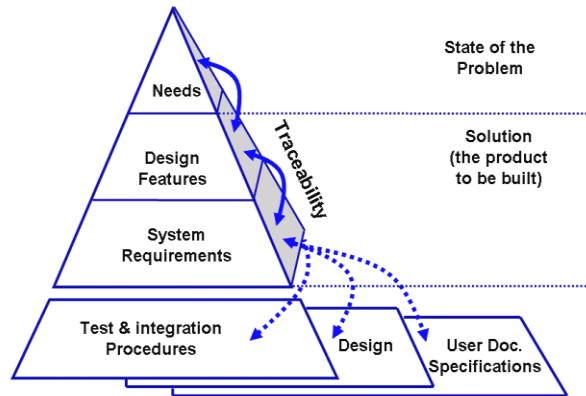 State of the
Problem
Needs
Traceability
Solution
(the product
to be built)
Design
Features
System
Requirements
Test & integration
Procedures
Design
User Doc.
Specifications